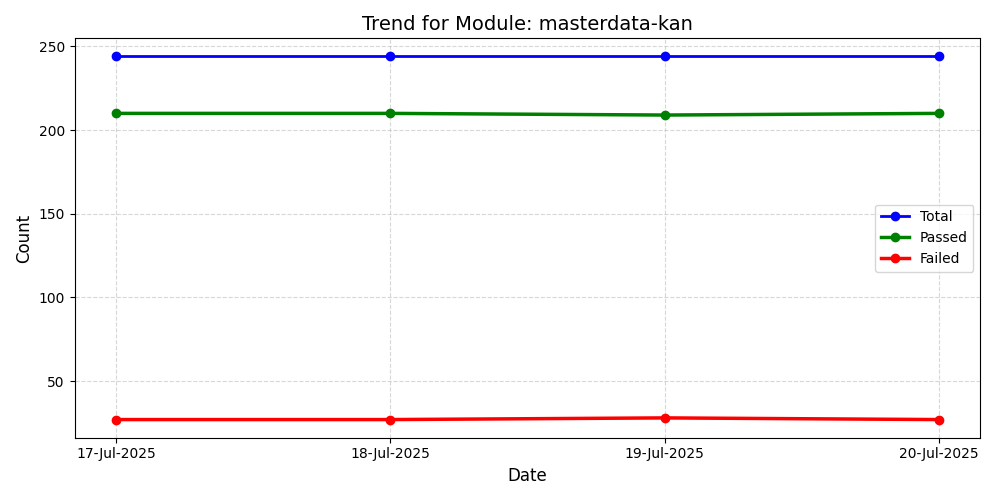 Trend for Module: masterdata-kan
250
200
150
100
50
Count
Total
Passed
Failed
17-Jul-2025
18-Jul-2025
19-Jul-2025
20-Jul-2025
Date